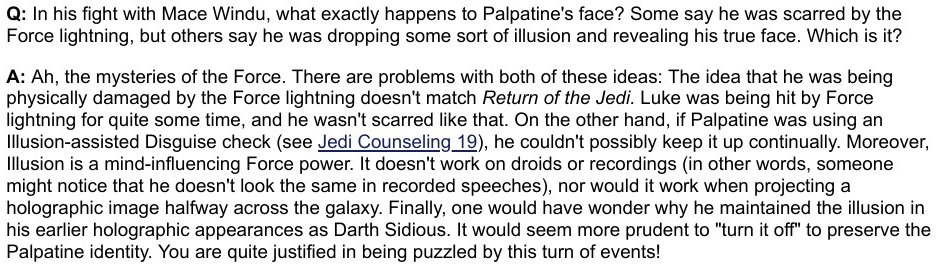 Q: In his fight with Mace Windu, what exactly happens to Palpatine's face? Some say he was scarred by the
Force lightning, but others say he was dropping some sort of illusion and revealing his true face. Which is it?
A: Ah, the mysteries of the Force. There are problems with both of these ideas: The idea that he was being
physically damaged by the Force lightning doesn't match Return of the Jedi. Luke was being hit by Force
lightning for quite some time, and he wasn't scarred like that. On the other hand, if Palpatine was using an
Illusion-assisted Disguise check (see Jedi Counseling 19), he couldn't possibly keep it up continually. Moreover,
Illusion is a mind-influencing Force power. It doesn't work on droids or recordings (in other words, someone
might notice that he doesn't look the same in recorded speeches), nor would it work when projecting a
holographic image halfway across the galaxy. Finally, one would have wonder why he maintained the illusion in
his earlier holographic appearances as Darth Sidious. It would seem more prudent to "turn it off" to preserve the
Palpatine identity. You are quite justified in being puzzled by this turn of events!